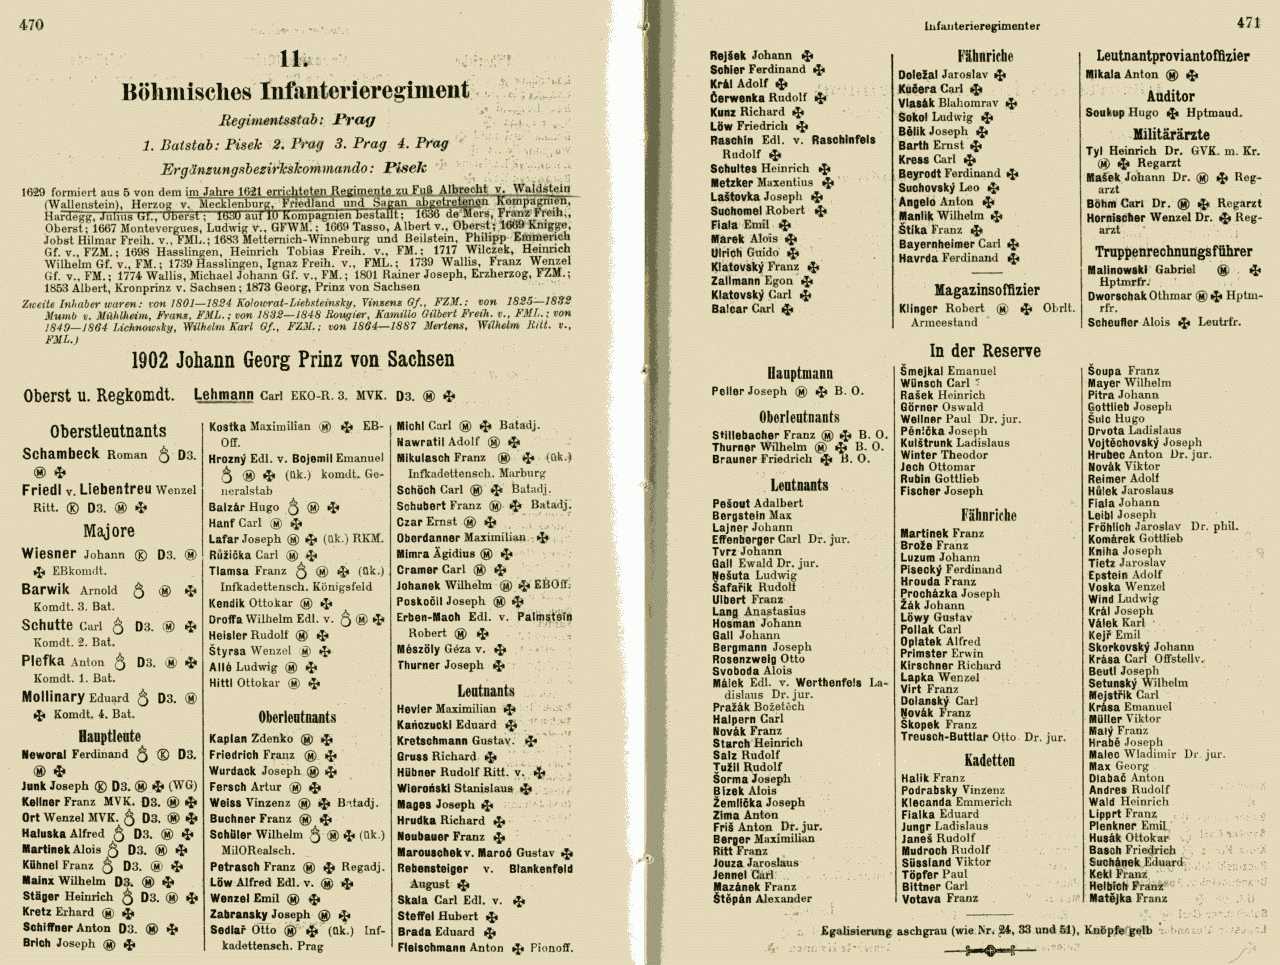 470
11.
Böhmisches Infanterieregiment
Regimentsstab: Prag
1. Batstab: Pisek 2. Prag 3. Prag 4. Prag
Ergänzungsbezirkskommando: Pisek
1629 formiert aus 5 von dem im Jahre 1621 errichteten Regimente zu Fuß Albrecht v. Waldstein
(Wallenstein), Herzog v. Mecklenburg, Friedland und Sagan abgetretenen Kompagnien,
Hardegg, Julius Gf., Oberst; 1630 auf 10 Kompagnien bestallt; 1636 de Mers, Franz Freih.,
Oberst; 1667 Montevergues, Ludwig v., GFWM.; 1669 Tasso, Albert v., Oberst; 1669 Knigge,
Jobst Hilmar Freih. v., FML.; 1683 Metternich-Winneburg und Beilstein, Philipp Emmerich
Gf. v., FZM.; 1698 Hasslingen, Heinrich Tobias Freih. v., FM.; 1717 Wilczek, Heinrich
Wilhelm Gf. v., FM.; 1739 Hasslingen, Ignaz Freih. v., FML.; 1739 Wallis, Franz Wenzel
Gf. v., FM.; 1774 Wallis, Michael Johann Gf. v., FM.; 1801 Rainer Joseph, Erzherzog, FZM.;
1853 Albert, Kronprinz v. Sachsen; 1873 Georg, Prinz von Sachsen
Zweite Inhaber waren: von 1801—1824 Kolowrat-Liebsteinsky, Vinzenz Gf., FZM.: von 1825—1832
Mumb v. Mühlheim, Franz, FML.; von 1832—1848 Rougier, Kamillo Gilbert Freih. v., FML.; von
1849—1864 Lichnowsky, Wilhelm Karl Gf., FZM.; von 1864—1887 Mertens, Wilhelm Ritt. v.,
FML.)
1902 Johann Georg Prinz von Sachsen
Oberst u. Regkomdt. Lehmann Carl EKO-R. 3. MVK. D3. Ⓜ ✠
Oberstleutnants
Schambeck Roman D3.
Ⓜ ✠
Friedl v. Liebentreu Wenzel
Ritt. Ⓚ D3. Ⓜ ✠
Majore
Wiesner Johann Ⓚ D3. Ⓜ
✠ EBkomdt.
Barwik Arnold Ⓜ ✠
Komdt. 3. Bat.
Schutte Carl D3. Ⓜ ✠
Komdt. 2. Bat.
Plefka Anton D3. Ⓜ ✠
Komdt. 1. Bat.
Mollinary Eduard D3. Ⓜ
✠ Komdt. 4. Bat.
Hauptleute
Neworal Ferdinand Ⓚ D3.
Ⓜ ✠
Junk Joseph Ⓚ D3. Ⓜ ✠ (WG)
Kellner Franz MVK. D3. Ⓜ ✠
Ort Wenzel MVK. D3. Ⓜ ✠
Haluska Alfred D3. Ⓜ ✠
Martinek Alois D3. Ⓜ ✠
Kühnel Franz D3. Ⓜ ✠
Mainx Wilhelm D3. Ⓜ ✠
Stäger Heinrich D3. Ⓜ ✠
Kretz Erhard Ⓜ ✠
Schiffner Anton D3. Ⓜ ✠
Brich Joseph Ⓜ ✠
Kostka Maximilian Ⓜ ✠ EB-
Off.
Hrozný Edl. v. Bojemil Emanuel
Ⓜ ✠ (ük.) komdt. Ge-
neralstab
Balzár Hugo Ⓜ ✠
Hanf Carl Ⓜ ✠
Lafar Joseph Ⓜ ✠ (ük.) RKM.
Růžička Carl Ⓜ ✠
Tlamsa Franz Ⓜ ✠ (ük.)
Infkadettensch. Königsfeld
Kendik Ottokar Ⓜ ✠
Droffa Wilhelm Edl. v. Ⓜ ✠
Heisler Rudolf Ⓜ ✠
Štyrsa Wenzel Ⓜ ✠
Allé Ludwig Ⓜ ✠
Hittl Ottokar Ⓜ ✠
Oberleutnants
Kaplan Zdenko Ⓜ ✠
Friedrich Franz Ⓜ ✠
Wurdack Joseph Ⓜ ✠
Fersch Artur Ⓜ ✠
Weiss Vinzenz Ⓜ ✠ Batadj.
Buchner Franz Ⓜ ✠
Schüler Wilhelm Ⓜ ✠ (ük.)
MilORealsch.
Petrasch Franz Ⓜ ✠ Regadj.
Löw Alfred Edl. v. Ⓜ ✠
Wenzel Emil Ⓜ ✠
Zabransky Joseph Ⓜ ✠
Sedlař Otto Ⓜ ✠ (ük.) Inf-
kadettensch. Prag
Michl Carl Ⓜ ✠ Batadj.
Nawratil Adolf Ⓜ ✠
Mikulasch Franz Ⓜ ✠ (ük.)
Infkadettensch. Marburg
Schöch Carl Ⓜ ✠ Batadj.
Schubert Franz Ⓜ ✠ Batadj.
Czar Ernst Ⓜ ✠
Oberdanner Maximilian ✠
Mimra Ägidius Ⓜ ✠
Cramer Carl Ⓜ ✠
Johanek Wilhelm Ⓜ ✠ EBOff.
Poskočil Joseph Ⓜ ✠
Erben-Mach Edl. v. Palmstein
Robert Ⓜ ✠
Mészöly Géza v. ✠
Thurner Joseph ✠
Leutnants
Hevler Maximilian ✠
Kańczucki Eduard ✠
Kretschmann Gustav. ✠
Gruss Richard ✠
Hübner Rudolf Ritt. v. ✠
Wieroński Stanislaus ✠
Mages Joseph ✠
Hrudka Richard ✠
Neubauer Franz ✠
Marouschek v. Maroó Gustav ✠
Rebensteiger v. Blankenfeld
August ✠
Skala Carl Edl. v. ✠
Steffel Hubert ✠
Brada Eduard ✠
Fleischmann Anton ✠ Pionoff.
Infanterieregimenter
471
Rejšek Johann ✠
Schier Ferdinand ✠
Král Adolf ✠
Červenka Rudolf ✠
Kunz Richard ✠
Löw Friedrich ✠
Raschin Edl. v. Raschinfels
Rudolf ✠
Schultes Heinrich ✠
Metzker Maxentius ✠
Laštovka Joseph ✠
Suchomel Robert ✠
Fiala Emil ✠
Marek Alois ✠
Ulrich Guido ✠
Klatovský Franz ✠
Zallmann Egon ✠
Klatovský Carl ✠
Balcar Carl ✠
Fähnriche
Doležal Jaroslav ✠
Kučera Carl ✠
Vlasák Blahomrav ✠
Sokol Ludwig ✠
Bělik Joseph ✠
Barth Ernst ✠
Kress Carl ✠
Beyrodt Ferdinand ✠
Suchovský Leo ✠
Angelo Anton ✠
Manlik Wilhelm ✠
Štika Franz ✠
Bayernheimer Carl ✠
Havrda Ferdinand ✠
Magazinsoffizier
Klinger Robert Ⓜ ✠ Obrlt.
Armeestand
Leutnantproviantoffizier
Mikala Anton Ⓜ ✠
Auditor
Soukup Hugo ✠ Hptmaud.
Militärärzte
Tyl Heinrich Dr. GVK. m. Kr.
Ⓜ ✠ Regarzt
Mašek Johann Dr. Ⓜ ✠ Reg-
arzt
Böhm Carl Dr. Ⓜ ✠ Regarzt
Hornischer Wenzel Dr. ✠ Reg-
arzt
Truppenrechnungsführer
Malinowski Gabriel Ⓜ ✠
Hptmrfr.
Dworschak Othmar Ⓜ ✠ Hptm-
rfr.
Scheufler Alois ✠ Leutrfr.
In der Reserve
Hauptmann
Peller Joseph Ⓜ ✠ B. O.
Oberleutnants
Stillebacher Franz Ⓜ ✠ B. O.
Thurner Wilhelm Ⓜ ✠ B. O.
Brauner Friedrich ✠ B. O.
Leutnants
Pešout Adalbert
Bergstein Max
Lajner Johann
Effenberger Carl Dr. jur.
Tvrz Johann
Gall Ewald Dr. jur.
Nešuta Ludwig
Šafařik Rudolf
Ulbert Franz
Lang Anastasius
Hosman Johann
Gall Johann
Bergmann Joseph
Rosenzweig Otto
Svoboda Alois
Málek Edl. v. Werthenfels La-
dislaus Dr. jur.
Pražák Božetěch
Halpern Carl
Novák Franz
Starch Heinrich
Salz Rudolf
Tužil Rudolf
Šorma Joseph
Bizek Alois
Žemlička Joseph
Zima Anton
Friš Anton Dr. jur.
Berger Maximilian
Ritt Franz
Jouza Jaroslaus
Jennel Carl
Mazánek Franz
Štěpán Alexander
Šmejkal Emanuel
Wünsch Carl
Rašek Heinrich
Görner Oswald
Wellner Paul Dr. jur.
Pěnička Joseph
Kulštrunk Ladislaus
Winter Theodor
Jech Ottomar
Rubin Gottlieb
Fischer Joseph
Fähnriche
Martinek Franz
Brože Franz
Luzum Johann
Pisecký Ferdinand
Hrouda Franz
Procházka Joseph
Žák Johann
Löwy Gustav
Pollak Carl
Oplatek Alfred
Primster Erwin
Kirschner Richard
Lapka Wenzel
Virt Franz
Dolanský Carl
Novák Franz
Škopek Franz
Treusch-Buttlar Otto Dr. jur.
Kadetten
Halik Franz
Podrabsky Vinzenz
Klecanda Emmerich
Fialka Eduard
Jungr Ladislaus
Janeš Rudolf
Mudroch Rudolf
Süssland Viktor
Töpfer Paul
Bittner Carl
Votava Franz
Šoupa Franz
Mayer Wilhelm
Pitra Johann
Gottlieb Joseph
Šulc Hugo
Drvota Ladislaus
Vojtěchovský Joseph
Hrubec Anton Dr. jur.
Novák Viktor
Reimer Adolf
Hůlek Jaroslaus
Fiala Johann
Leibl Joseph
Fröhlich Jaroslav Dr. phil.
Komárek Gottlieb
Kniha Joseph
Tietz Jaroslav
Epstein Adolf
Voska Wenzel
Wind Ludwig
Král Joseph
Válek Karl
Kejř Emil
Skorkovský Johann
Krása Carl Offstellv.
Beutl Joseph
Setunský Wilhelm
Mejstřík Carl
Krása Emanuel
Müller Viktor
Malý Franz
Hrabě Joseph
Malec Wladimir Dr. jur.
Max Georg
Dlabač Anton
Andres Rudolf
Wald Heinrich
Lipprt Franz
Plenkner Emil
Husák Ottokar
Basch Friedrich
Suchánek Eduard
Kekl Franz
Helbich Franz
Matějka Franz
Egalisierung aschgrau (wie Nr. 24, 33 und 51), Knöpfe gelb